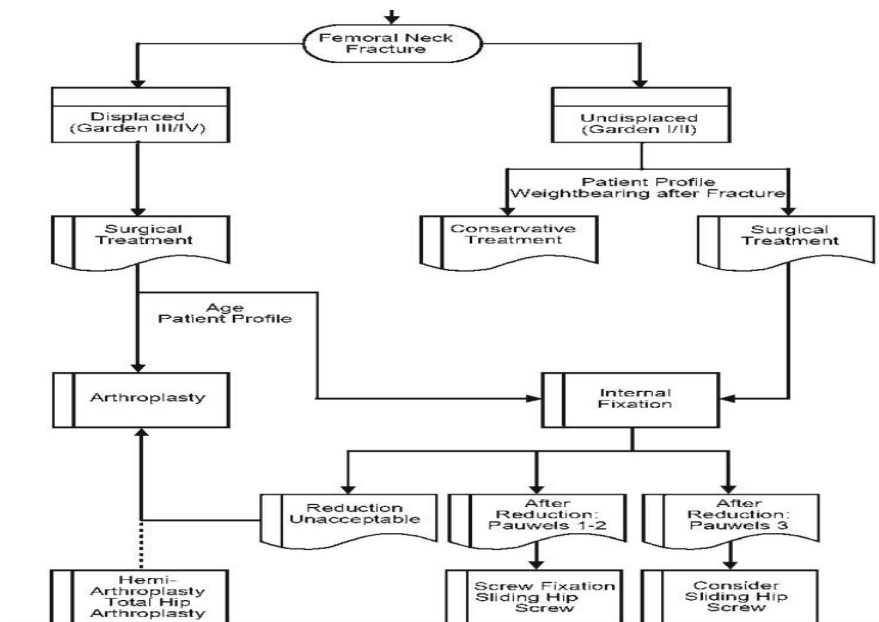 Femoral Neck
Fracture
Displaced
(Garden III/IV)
Undisplaced
(Garden I/II)
Patient Profile
Weightbearing after Fracture
Surgical
Treatment
Conservative
Treatment
Surgical
Treatment
Age
Patient Profile
Arthroplasty
Internal
Fixation
Reduction
Unacceptable
After
Reduction:
Pauwels 1-2
After
Reduction:
Pauwels 3
Hemi-
Arthroplasty
Total Hip
Arthroplasty
Screw Fixation
Sliding Hip
Screw
Consider
Sliding Hip
Screw